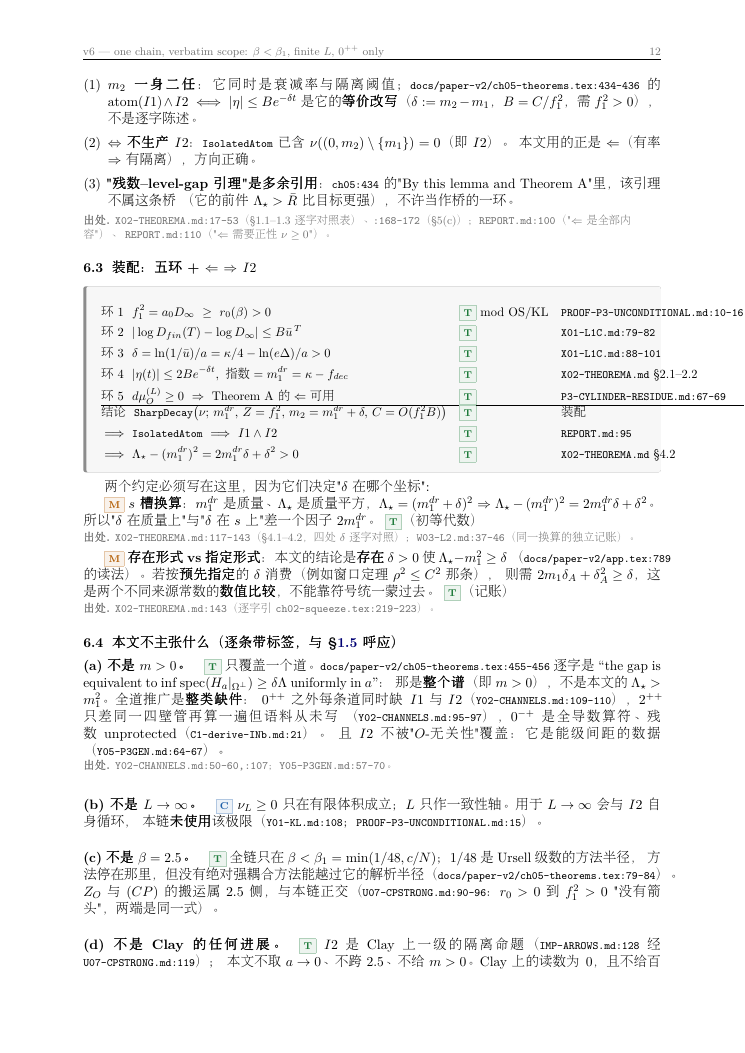 v6 — one chain, verbatim scope: β < β₁, finite L, 0⁺⁺ only 12
(1) m₂ 一身二任：它同时是衰减率与隔离阈值；docs/paper-v2/ch05-theorems.tex:434-436 的
atom(I1)∧I2 ⟺ |η| ≤ Be^{-δt} 是它的等价改写（δ := m₂−m₁，B = C/f₁²，需 f₁² > 0），
不是逐字陈述。
(2) ⇔ 不生产 I2：IsolatedAtom 已含 ν((0, m₂) \ {m₁}) = 0（即 I2）。本文用的正是 ⇐（有率
⇒ 有隔离），方向正确。
(3) "残数–level-gap 引理"是多余引用：ch05:434 的"By this lemma and Theorem A"里，该引理
不属这条桥（它的前件 Λ⋆ > R̄ 比目标更强），不许当作桥的一环。
出处. X02-THEOREMA.md:17-53（§1.1–1.3 逐字对照表）、:168-172（§5(c)）；REPORT.md:100（"⇐ 是全部内
容"）、REPORT.md:110（"⇐ 需要正性 ν ≥ 0"）。
6.3 装配：五环 + ⇐ ⇒ I2
环 1 f₁² = a₀D∞ ≥ r₀(β) > 0 T mod OS/KL PROOF-P3-UNCONDITIONAL.md:10-16
环 2 |log D_{fin}(T) − log D∞| ≤ Bū^T T X01-L1C.md:79-82
环 3 δ = ln(1/ū)/a = κ/4 − ln(eΔ)/a > 0 T X01-L1C.md:88-101
环 4 |η(t)| ≤ 2Be^{-δt}，指数 = m₁^{dr} = κ − f_{dec} T X02-THEOREMA.md §2.1–2.2
环 5 dμ_O^{(L)} ≥ 0 ⇒ Theorem A 的 ⇐ 可用 T P3-CYLINDER-RESIDUE.md:67-69
结论 SharpDecay(ν; m₁^{dr}, Z = f₁², m₂ = m₁^{dr} + δ, C = O(f₁²B)) T 装配
⟹ IsolatedAtom ⟹ I1 ∧ I2 T REPORT.md:95
⟹ Λ⋆ − (m₁^{dr})² = 2m₁^{dr}δ + δ² > 0 T X02-THEOREMA.md §4.2
两个约定必须写在这里，因为它们决定"δ 在哪个坐标"：
M s 槽换算：m₁^{dr} 是质量、Λ⋆ 是质量平方，Λ⋆ = (m₁^{dr} + δ)² ⇒ Λ⋆ − (m₁^{dr})² = 2m₁^{dr}δ + δ²。
所以"δ 在质量上"与"δ 在 s 上"差一个因子 2m₁^{dr}。 T（初等代数）
出处. X02-THEOREMA.md:117-143（§4.1–4.2，四处 δ 逐字对照）；W03-L2.md:37-46（同一换算的独立记账）。
M 存在形式 vs 指定形式：本文的结论是存在 δ > 0 使 Λ⋆−m₁² ≥ δ（docs/paper-v2/app.tex:789
的读法）。若按预先指定的 δ 消费（例如窗口定理 ρ² ≤ C² 那条），则需 2m₁δ_A + δ_A² ≥ δ，这
是两个不同来源常数的数值比较，不能靠符号统一蒙过去。 T（记账）
出处. X02-THEOREMA.md:143（逐字引 ch02-squeeze.tex:219-223）。
6.4 本文不主张什么（逐条带标签，与 §1.5 呼应）
(a) 不是 m > 0。 T 只覆盖一个道。docs/paper-v2/ch05-theorems.tex:455-456 逐字是 “the gap is
equivalent to inf spec(H_a|_{Ω⊥}) ≥ δΛ uniformly in a”：那是整个谱（即 m > 0），不是本文的 Λ⋆ >
m₁²。全道推广是整类缺件：0⁺⁺ 之外每条道同时缺 I1 与 I2（Y02-CHANNELS.md:109-110），2⁺⁺
只差同一四壁管再算一遍但语料从未写（Y02-CHANNELS.md:95-97），0⁻⁺ 是全导数算符、残
数 unprotected（C1-derive-INb.md:21）。且 I2 不被"O-无关性"覆盖：它是能级间距的数据
（Y05-P3GEN.md:64-67）。
出处. Y02-CHANNELS.md:50-60,:107; Y05-P3GEN.md:57-70。
(b) 不是 L → ∞。 C ν_L ≥ 0 只在有限体积成立；L 只作一致性轴。用于 L → ∞ 会与 I2 自
身循环，本链未使用该极限（Y01-KL.md:108; PROOF-P3-UNCONDITIONAL.md:15）。
(c) 不是 β = 2.5。 T 全链只在 β < β₁ = min(1/48, c/N)；1/48 是 Ursell 级数的方法半径，方
法停在那里，但没有绝对强耦合方法能越过它的解析半径（docs/paper-v2/ch05-theorems.tex:79-84）。
Z_O 与 (CP) 的搬运属 2.5 侧，与本链正交（U07-CPSTRONG.md:90-96: r₀ > 0 到 f₁² > 0 "没有箭
头"，两端是同一式）。
(d) 不是 Clay 的任何进展。 T I2 是 Clay 上一级的隔离命题（IMP-ARROWS.md:128 经
U07-CPSTRONG.md:119）；本文不取 a → 0、不跨 2.5、不给 m > 0。Clay 上的读数为 0，且不给百